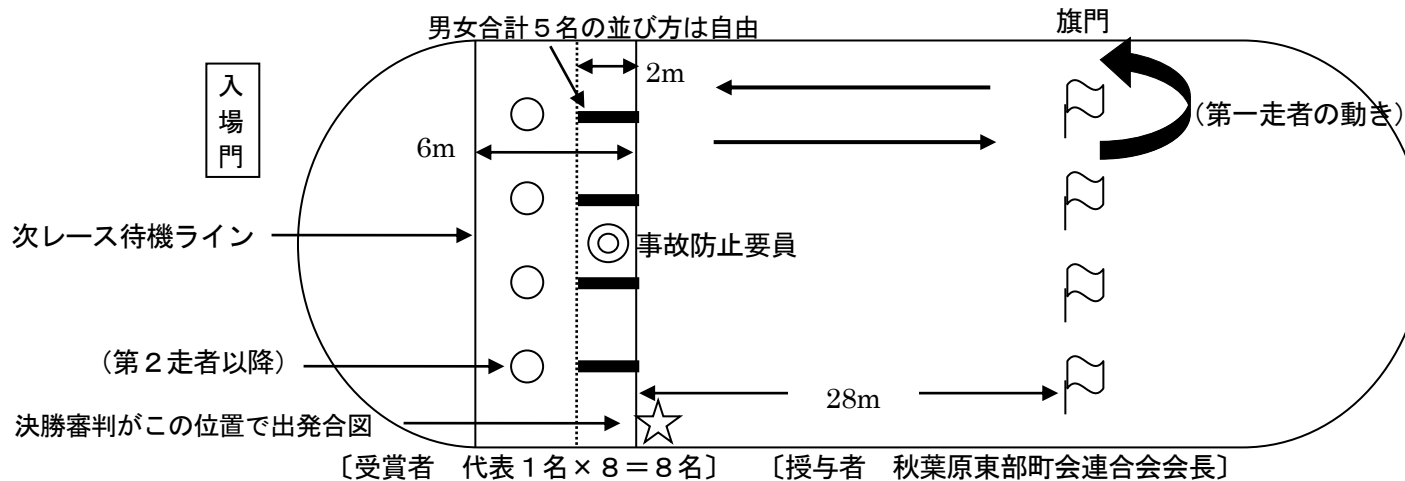 男女合計５名の並び方は自由
旗門
2m
入場門
(第一走者の動き)
6m
次レース待機ライン
事故防止要員
（第２走者以降）
28m
決勝審判がこの位置で出発合図
〔受賞者　代表１名×８＝８名〕　〔授与者　秋葉原東部町会連合会会長〕